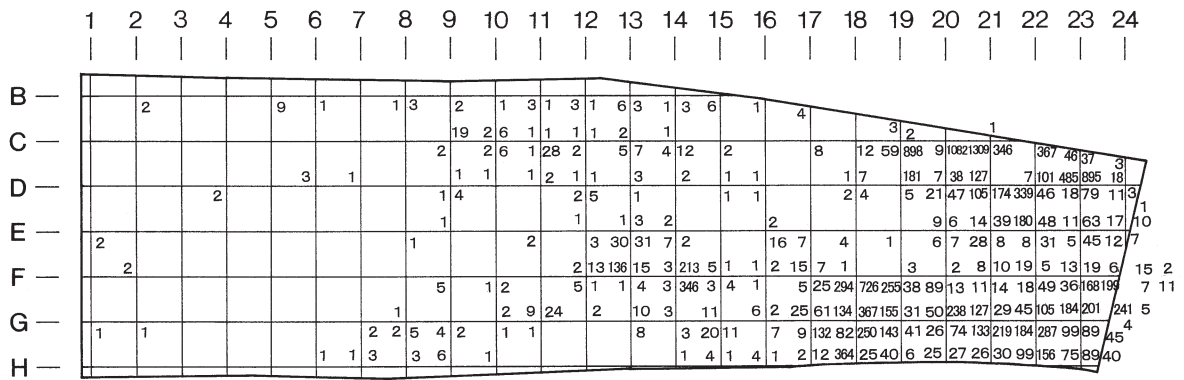 1 2 3 4 5 6 7 8 9 10 11 12 13 14 15 16 17 18 19 20 21 22 23 24
B
2 9 1 1 3 2 1 3 1 3 1 6 3 1 3 6 1 4
19 2 6 1 1 1 1 2 1 3 2 1
C
2 2 6 1 28 2 5 7 4 12 2 8 12 59 898 9 1082 1309 346 367 46 37 3
3 1 1 1 1 2 1 1 3 2 1 1 1 7 181 7 38 127 7 101 485 895 18
D
2 1 4 2 5 1 1 1 2 4 5 21 47 105 174 339 46 18 79 11 3
1
1 1 1 3 2 2 9 6 14 39 180 48 11 63 17 10
E
2 1 2 3 30 31 7 2 16 7 4 1 6 7 28 8 8 31 5 45 12 7
2 2 13 136 15 3 213 5 1 1 2 15 7 1 3 2 8 10 19 5 13 19 6 15 2
F
5 1 2 5 1 1 4 3 346 3 4 1 5 25 294 726 255 38 89 13 11 14 18 49 36 168 199 7 11
1 2 9 24 2 10 3 15 6 2 25 61 134 367 155 31 50 238 127 29 45 105 184 201 241 5
G
4
1 1 2 2 5 4 2 1 1 8 3 20 11 7 9 132 82 250 143 41 26 74 133 219 184 287 99 89 45
1 1 3 3 6 1 1 4 1 4 1 2 12 364 25 40 6 25 27 26 30 99 156 75 89 40
H